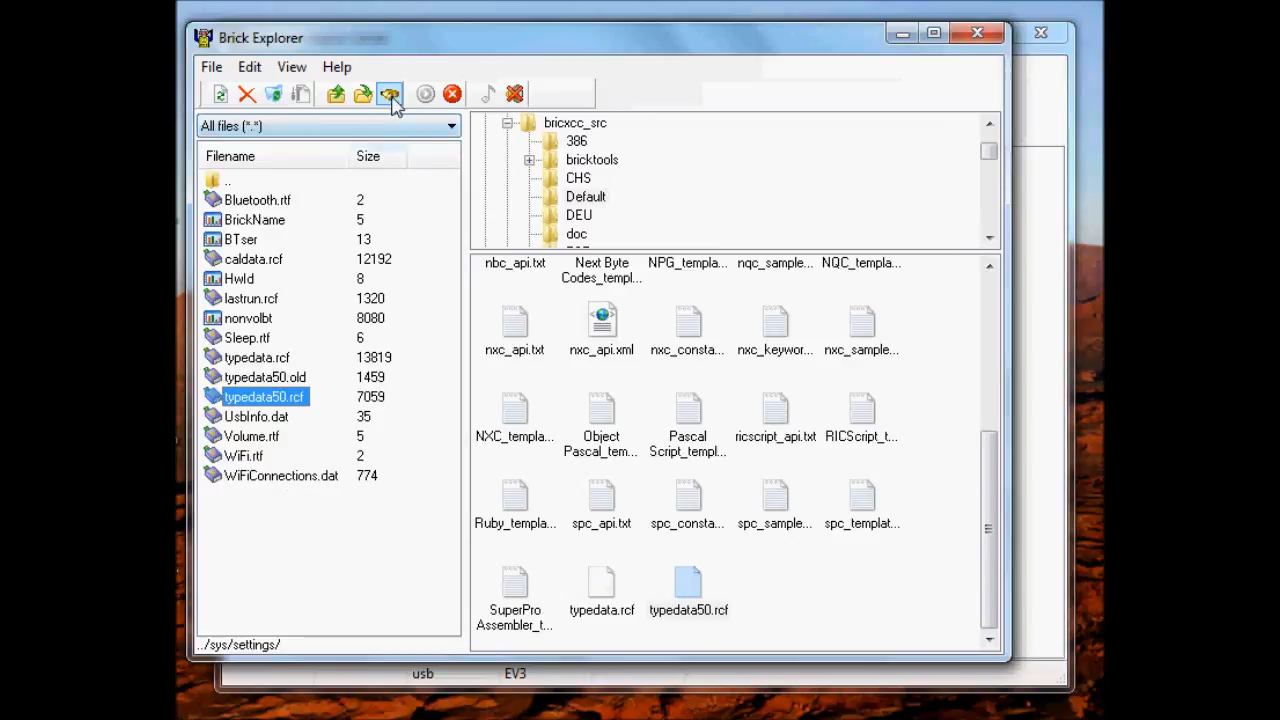 Brick Explorer
File Edit View Help
All files (*.*)
Filename Size
..
Bluetooth.rtf 2
BrickName 5
BTser 13
caldata.rcf 12192
HwId 8
lastrun.rcf 1320
nonvolbt 8080
Sleep.rtf 6
typedata.rcf 13819
typedata50.old 1459
typedata50.rcf 7059
UsbInfo.dat 35
Volume.rtf 5
WiFi.rtf 2
WiFiConnections.dat 774
../sys/settings/
bricxcc_src
386
bricktools
CHS
Default
DEU
doc
nbc_api.txt
Next Byte
Codes_templ...
NPG_templa...
nqc_sample...
NQC_templa...
nxc_api.txt
nxc_api.xml
nxc_consta...
nxc_keywor...
nxc_sample...
NXC_templa...
Object
Pascal_tem...
Pascal
Script_templ...
ricscript_api.txt
RICScript_t...
Ruby_templa...
spc_api.txt
spc_consta...
spc_sample...
spc_templat...
SuperPro
Assembler_t...
typedata.rcf
typedata50.rcf
usb EV3